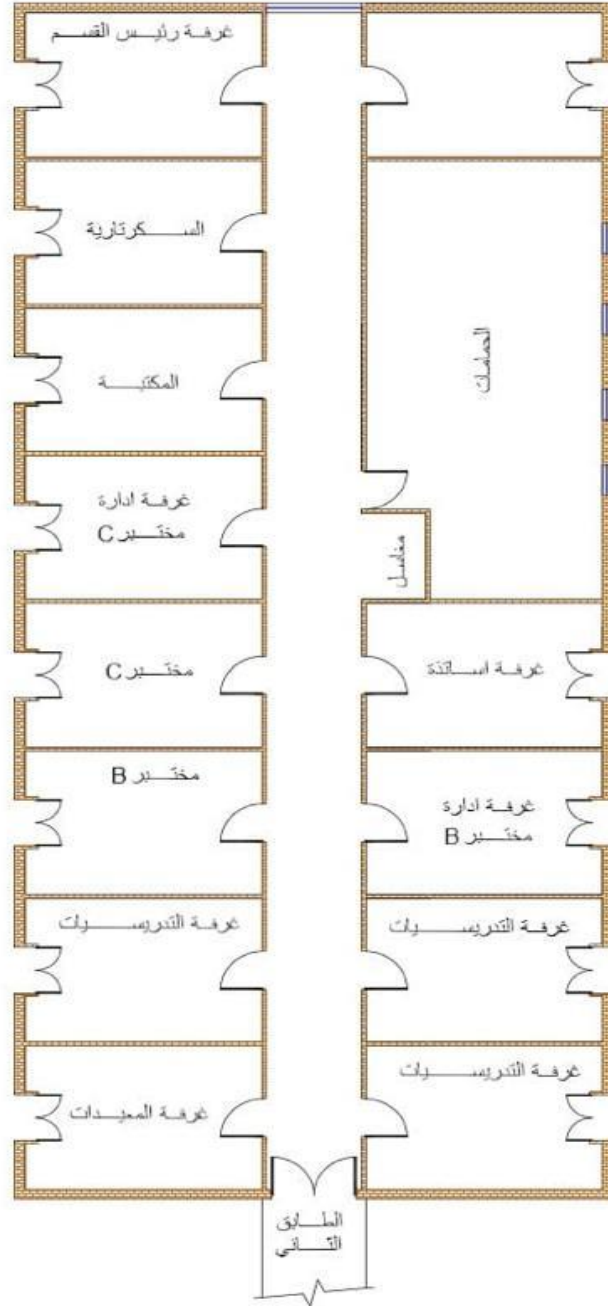 غرفة رئيس القسم
السكرتارية
المكتبة
غرفة ادارة
مختبر C
مختبر C
مختبر B
غرفة التدريسيات
غرفة المعيدات
الحمامات
مغاسل
غرفة اساتذة
غرفة ادارة
مختبر B
غرفة التدريسيات
غرفة التدريسيات
الطابق
الثاني